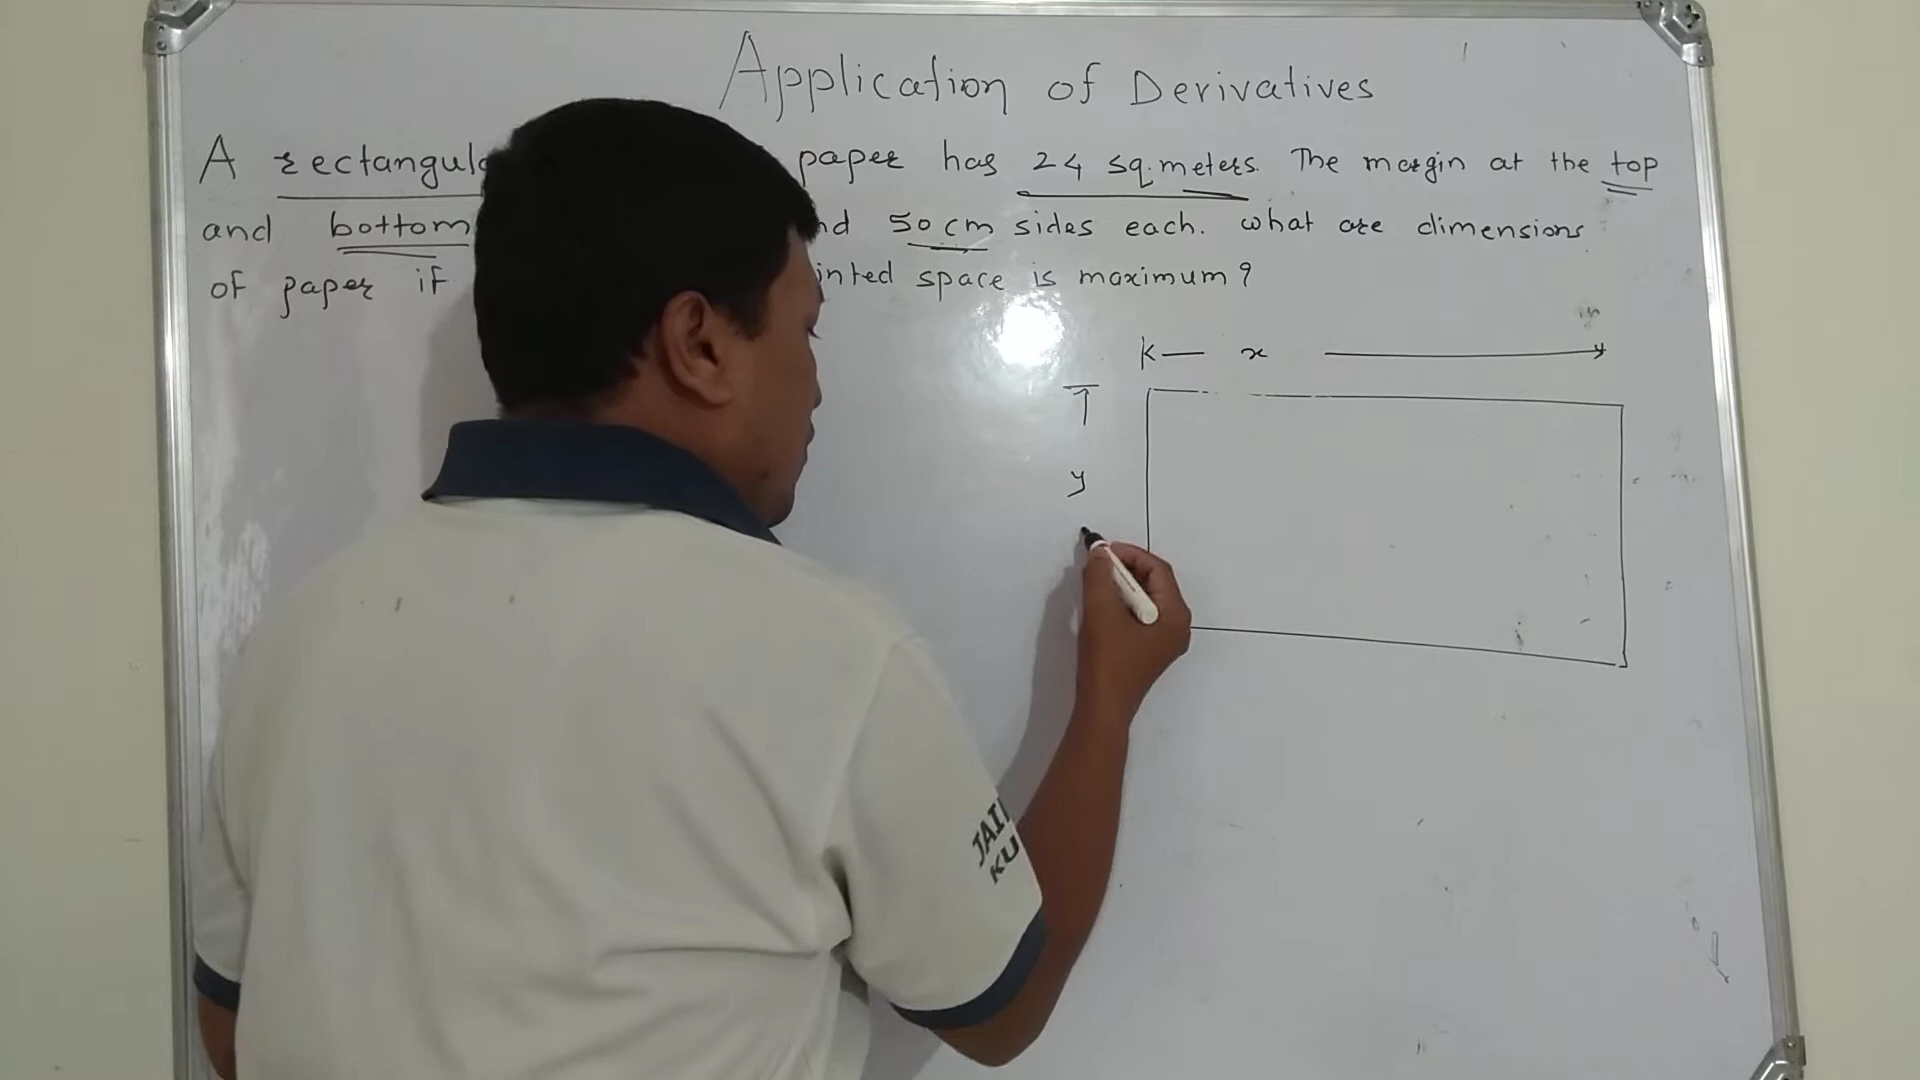 Application of Derivatives
A rectangula paper has 24 sq.meters. The margin at the top
and bottom nd 50 cm sides each. what are dimensions
of paper if inted space is maximum?
x
y
JAI
KU